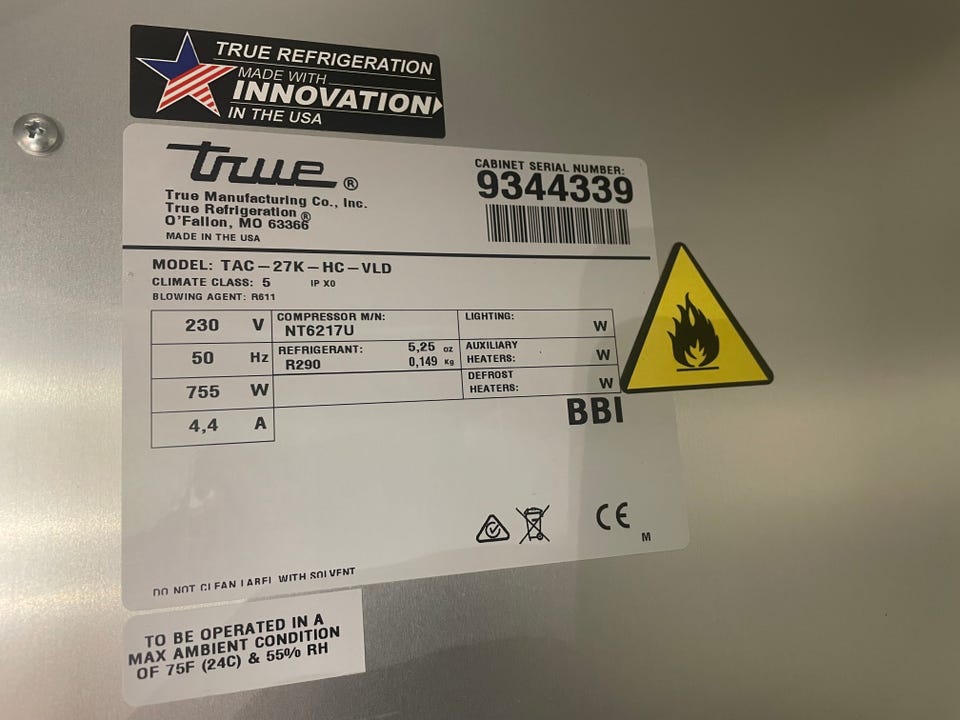 TRUE REFRIGERATION
MADE WITH
INNOVATION
IN THE USA
true ®
True Manufacturing Co., Inc.
True Refrigeration ®
O'Fallon, MO 63366
MADE IN THE USA
CABINET SERIAL NUMBER:
9344339
MODEL: TAC-27K-HC-VLD
CLIMATE CLASS: 5 IP X0
BLOWING AGENT: R611
230 V
50 Hz
755 W
4,4 A
COMPRESSOR M/N:
NT6217U
REFRIGERANT: 5,25 oz
R290 0,149 Kg
LIGHTING: W
AUXILIARY
HEATERS: W
DEFROST
HEATERS: W
BBI
CE
M
DO NOT CLEAN LABEL WITH SOLVENT
TO BE OPERATED IN A
MAX AMBIENT CONDITION
OF 75F (24C) & 55% RH